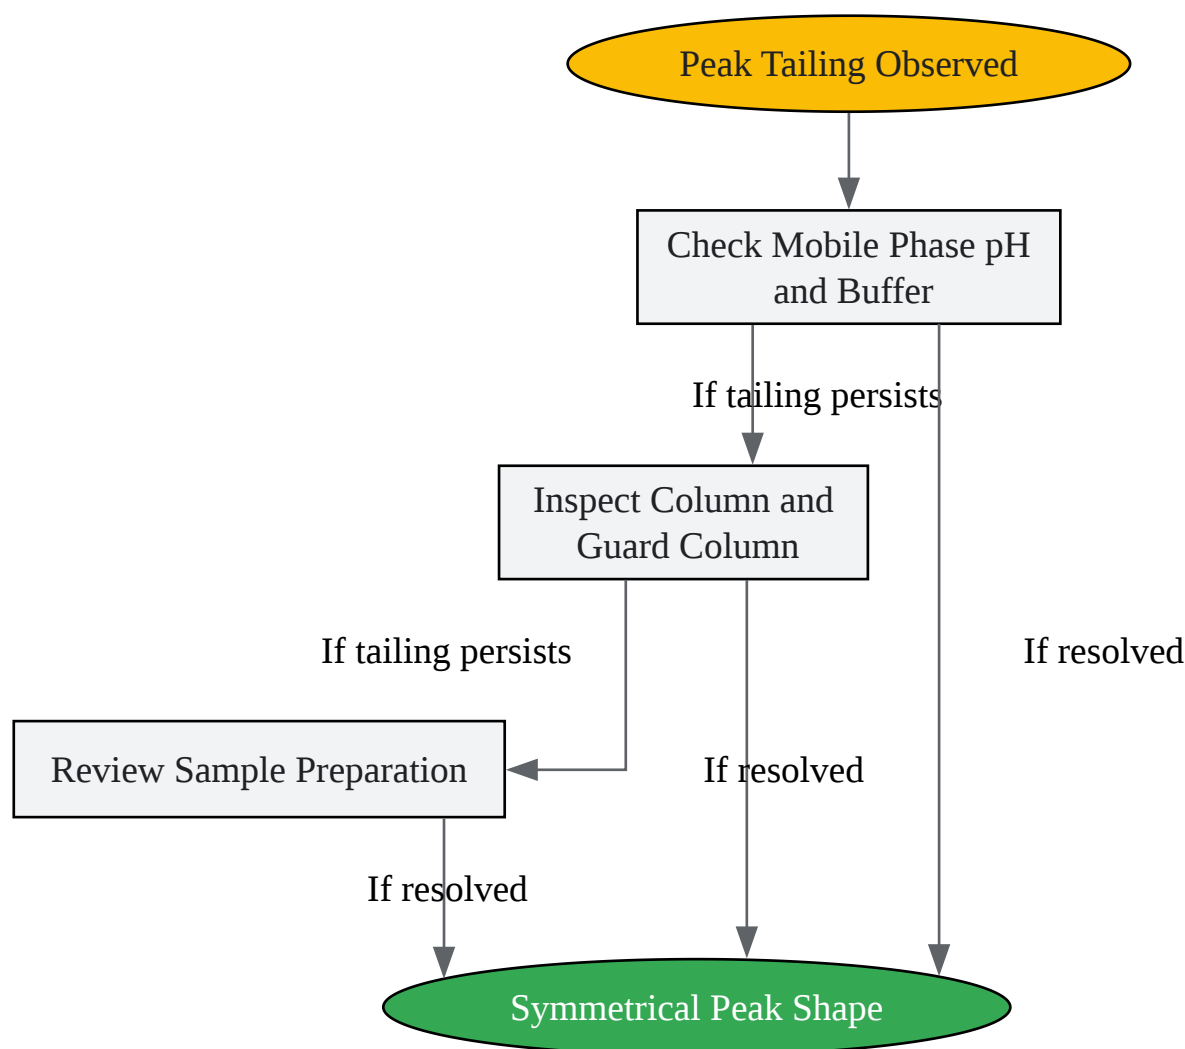 Peak Tailing Observed
Check Mobile Phase pH
and Buffer
If tailing persists
Inspect Column and
Guard Column
If tailing persists
If resolved
Review Sample Preparation
If resolved
If resolved
Symmetrical Peak Shape